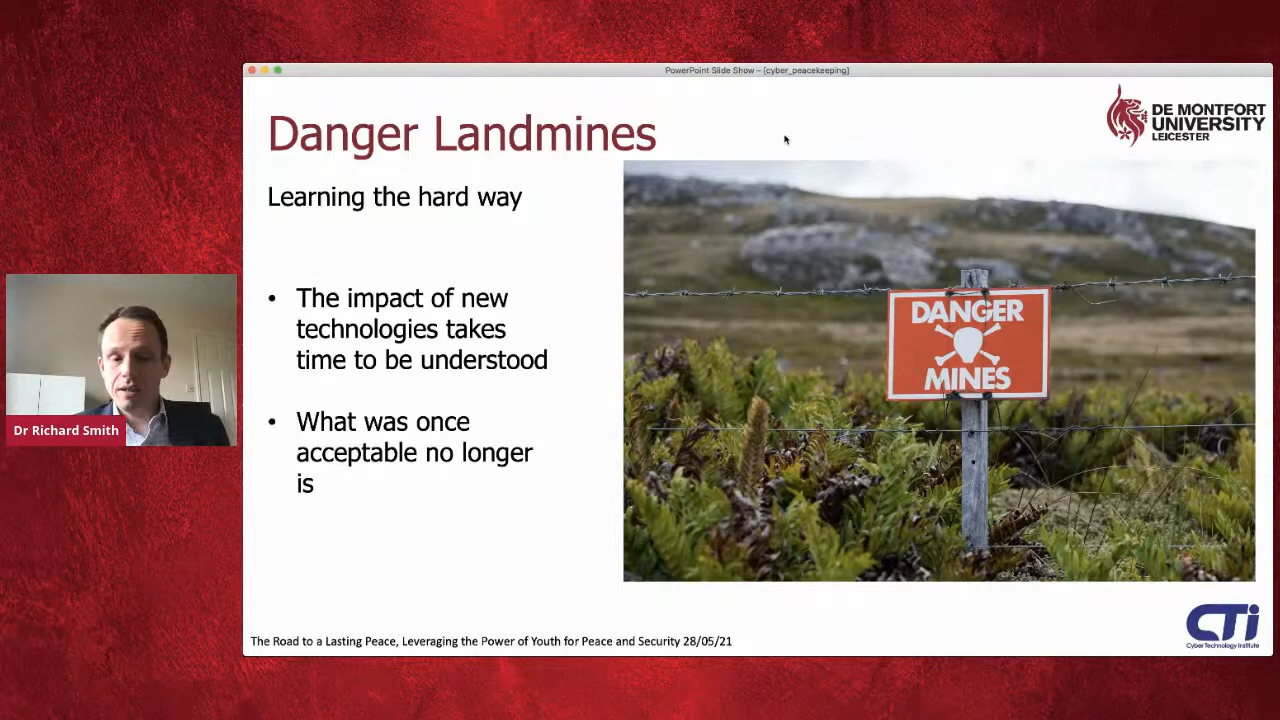 PowerPoint Slide Show – [cyber_peacekeeping]
Danger Landmines
DE MONTFORT
UNIVERSITY
LEICESTER
Learning the hard way
• The impact of new
technologies takes
time to be understood
• What was once
acceptable no longer
is
DANGER
MINES
Dr Richard Smith
The Road to a Lasting Peace, Leveraging the Power of Youth for Peace and Security 28/05/21
CTi
Cyber Technology Institute